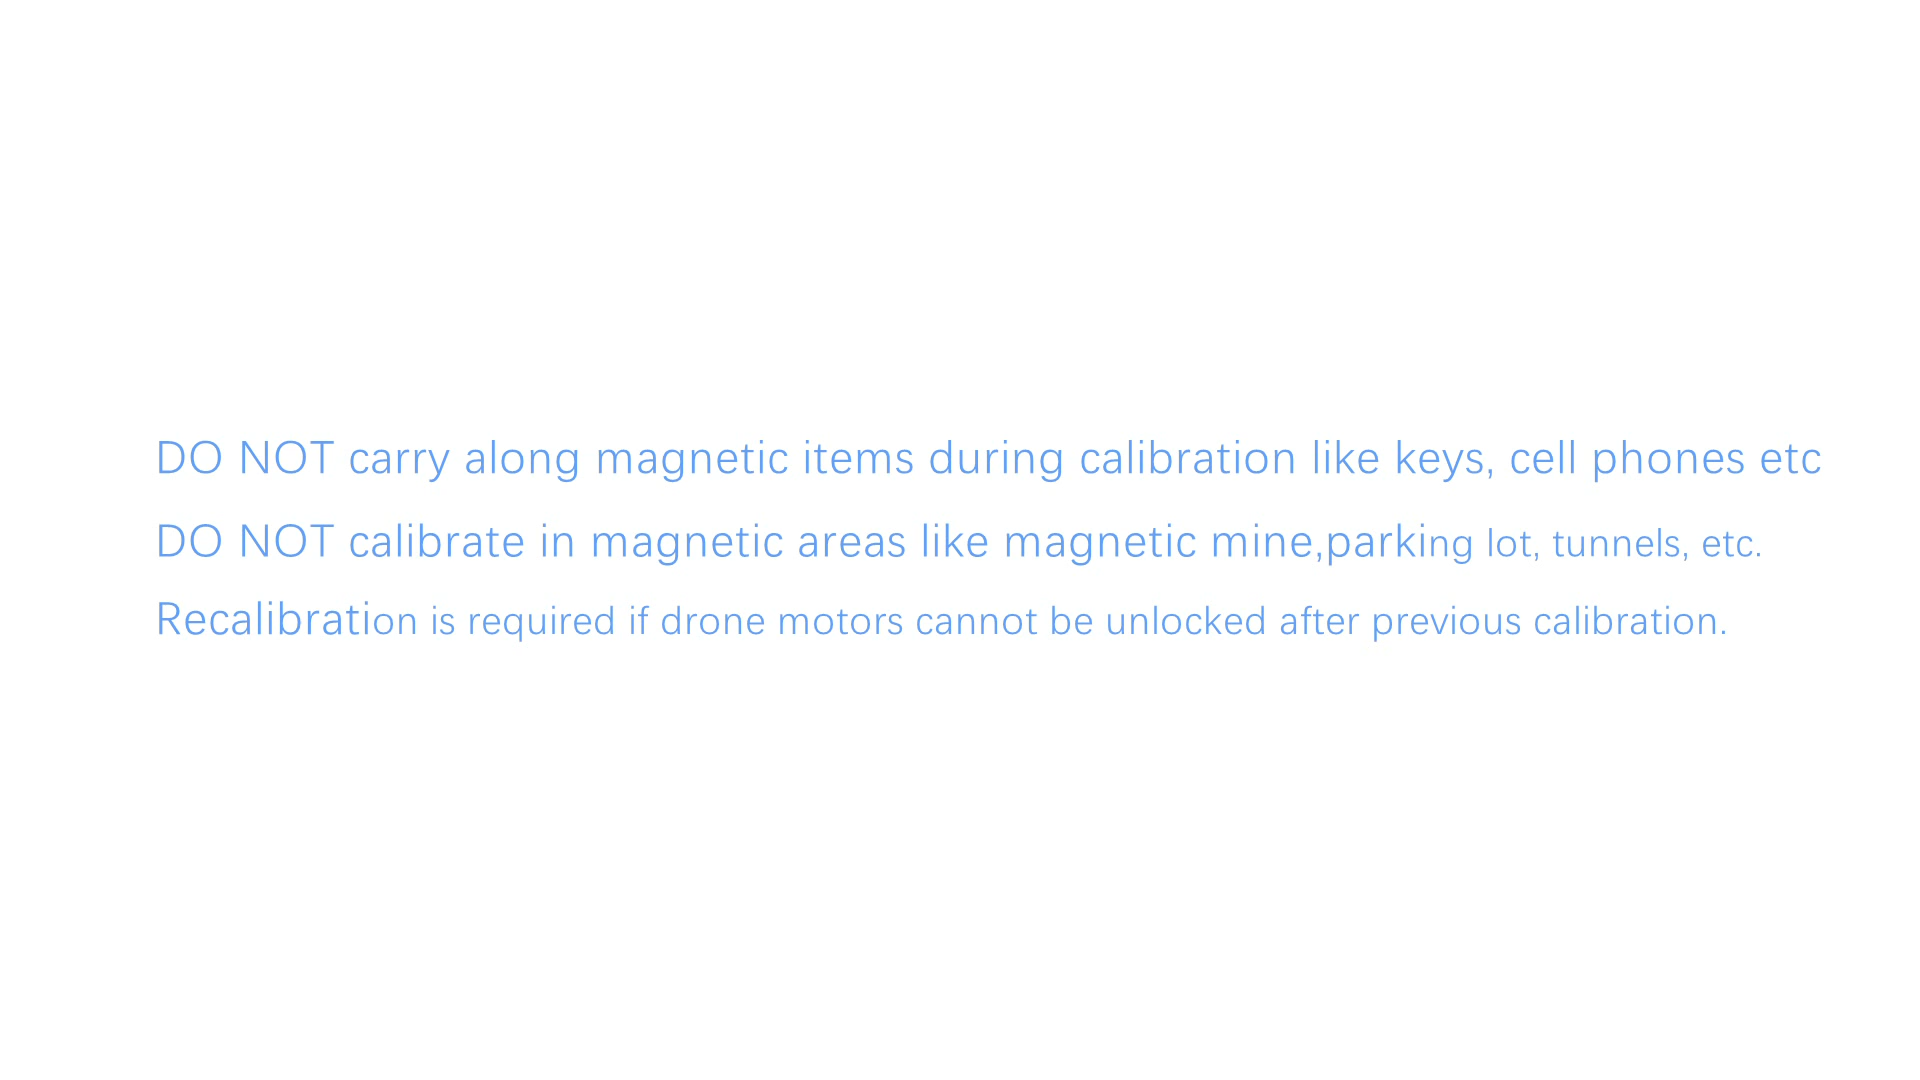 DO NOT carry along magnetic items during calibration like keys, cell phones etc
DO NOT calibrate in magnetic areas like magnetic mine,parking lot, tunnels, etc.
Recalibration is required if drone motors cannot be unlocked after previous calibration.